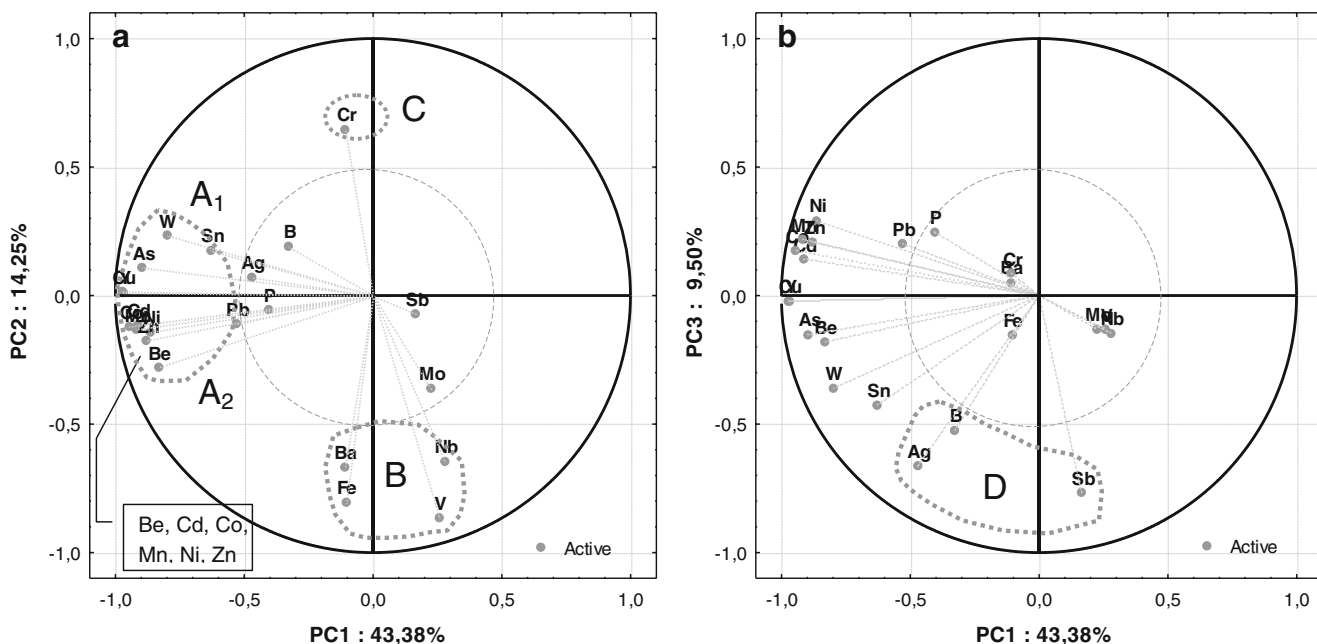 a
1,0
0,5
0,0
-0,5
-1,0
PC2 : 14,25%
Cr
C
A1
W
Sn
B
As
Ag
P
Sb
Pb
Ni
Be
A2
Mo
Ba
B
Nb
Fe
V
Be, Cd, Co,
Mn, Ni, Zn
Active
-1,0 -0,5 0,0 0,5 1,0
PC1 : 43,38%
b
1,0
0,5
0,0
-0,5
-1,0
PC3 : 9,50%
Ni
P
Pb
Cr
Ba
As
Be
Fe
Nb
W
Sn
B
Ag
D
Sb
Active
-1,0 -0,5 0,0 0,5 1,0
PC1 : 43,38%